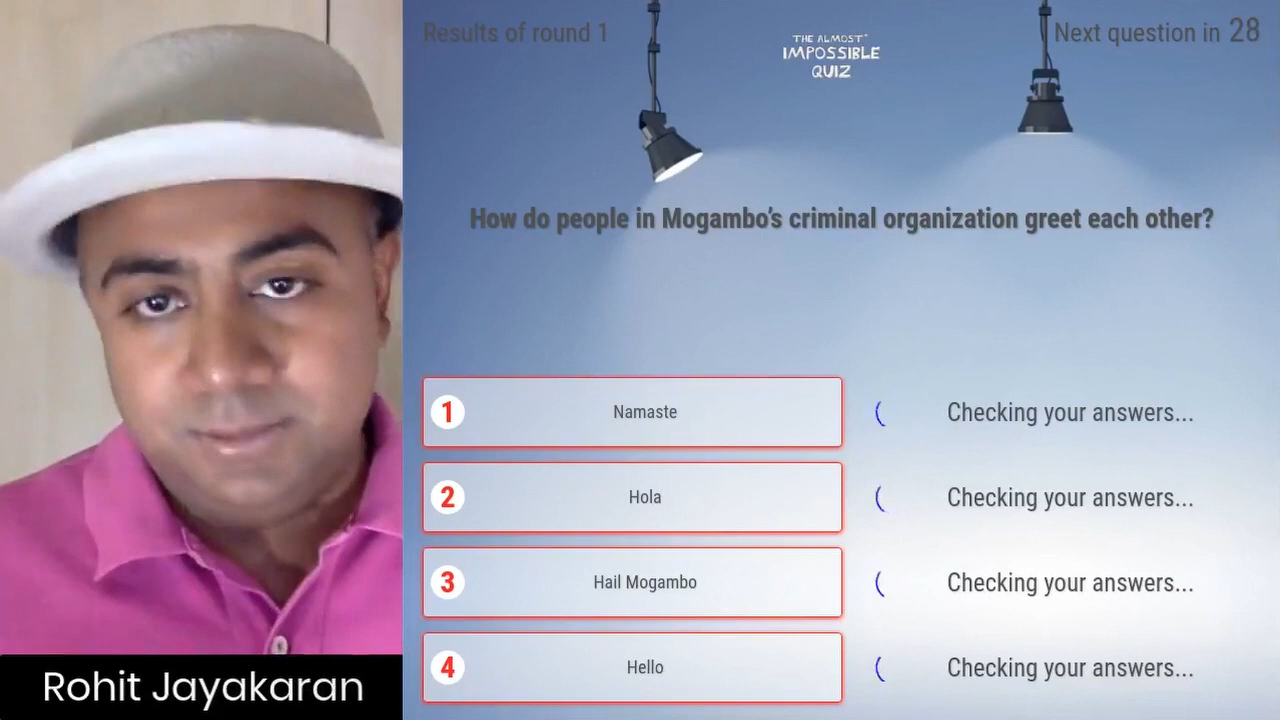 Results of round 1
THE ALMOST
IMPOSSIBLE
QUIZ
Next question in 28
How do people in Mogambo's criminal organization greet each other?
1 Namaste
Checking your answers...
2 Hola
Checking your answers...
3 Hail Mogambo
Checking your answers...
4 Hello
Checking your answers...
Rohit Jayakaran